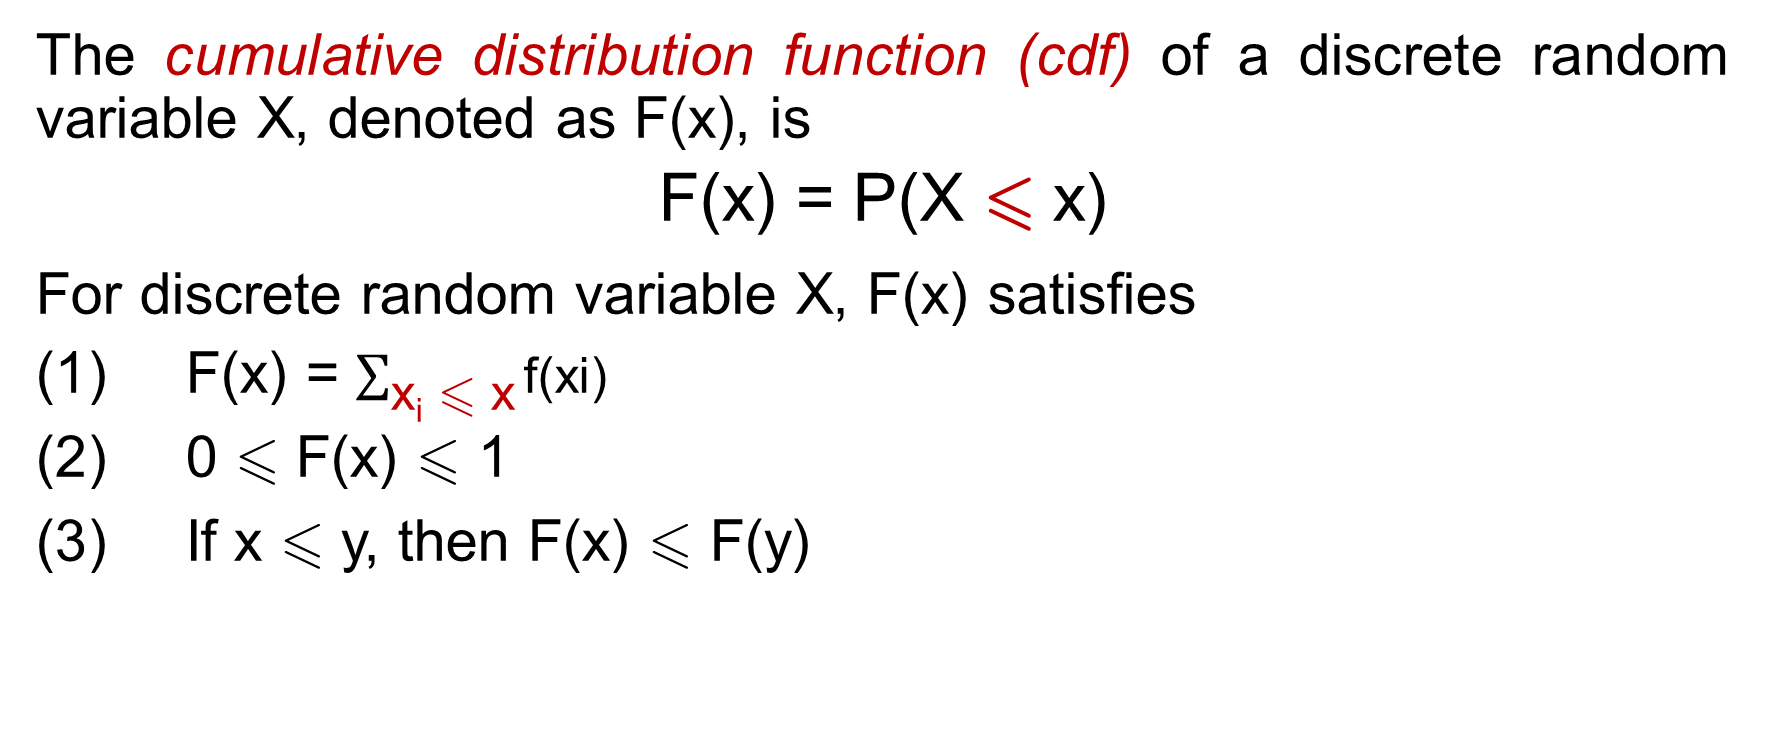 The cumulative distribution function (cdf) of a discrete random
variable X, denoted as F(x), is
F(x) = P(X ⩽ x)
For discrete random variable X, F(x) satisfies
(1) F(x) = ∑xᵢ ⩽ x f(xi)
(2) 0 ⩽ F(x) ⩽ 1
(3) If x ⩽ y, then F(x) ⩽ F(y)